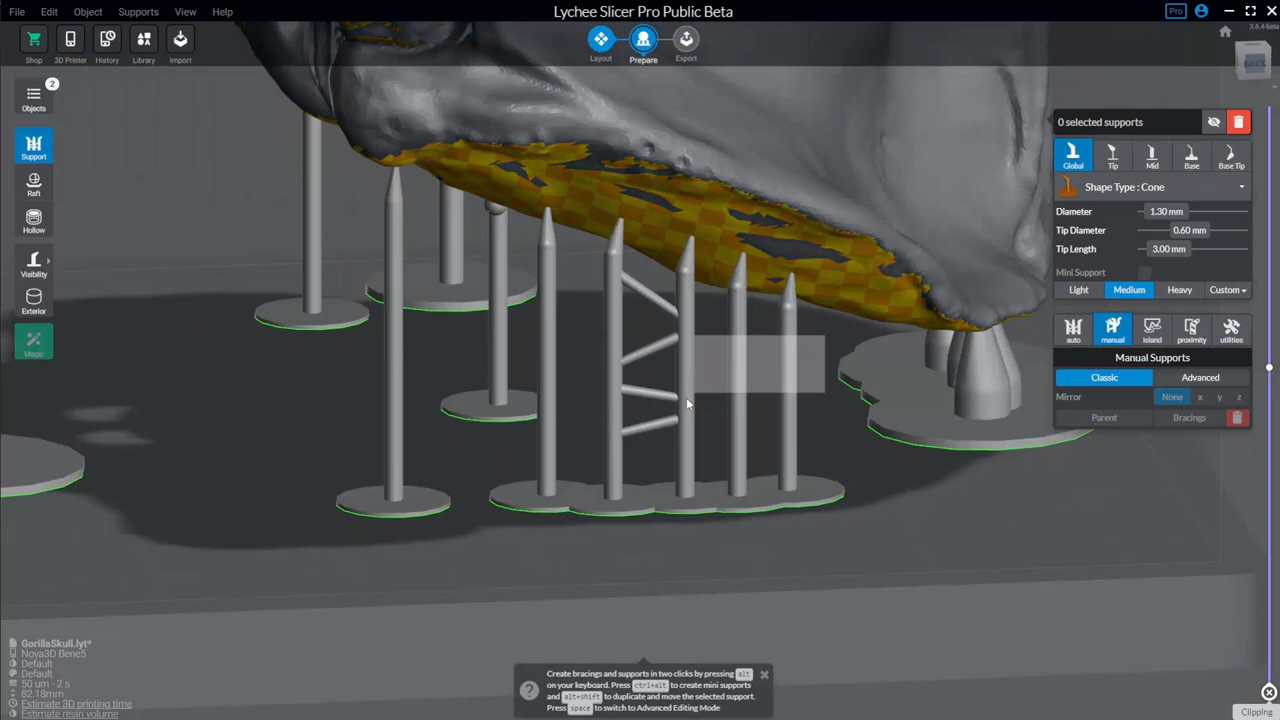 File Edit Object Supports View Help
Lychee Slicer Pro Public Beta
Pro
3.6.4-beta
Shop 3D Printer History Library Import
Layout Prepare Export
BACK
2
Objects
Support
Raft
Hollow
Visibility
Exterior
Magic
0 selected supports
Global Tip Mid Base Base Tip
Shape Type : Cone
Diameter 1.30 mm
Tip Diameter 0.60 mm
Tip Length 3.00 mm
Mini Support
Light Medium Heavy Custom
auto manual island proximity utilities
Manual Supports
Classic Advanced
Mirror None x y z
Parent Bracings
GorillaSkull.lyt*
Nova3D Bene5
Default
Default
50 um - 2 s
82.18mm
Estimate 3D printing time
Estimate resin volume
Create bracings and supports in two clicks by pressing alt
on your keyboard. Press ctrl+alt to create mini supports
and alt+shift to duplicate and move the selected support.
Press space to switch to Advanced Editing Mode
Clipping